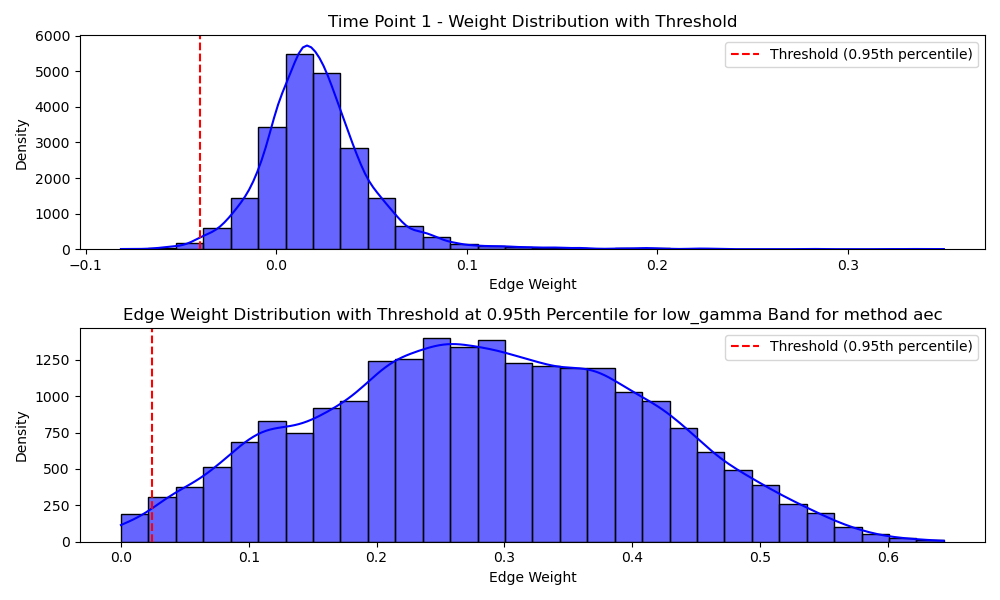 Time Point 1 - Weight Distribution with Threshold
6000
5000
4000
3000
2000
1000
0
Density
Threshold (0.95th percentile)
−0.1 0.0 0.1 0.2 0.3
Edge Weight
Edge Weight Distribution with Threshold at 0.95th Percentile for low_gamma Band for method aec
1250
1000
750
500
250
0
Density
Threshold (0.95th percentile)
0.0 0.1 0.2 0.3 0.4 0.5 0.6
Edge Weight